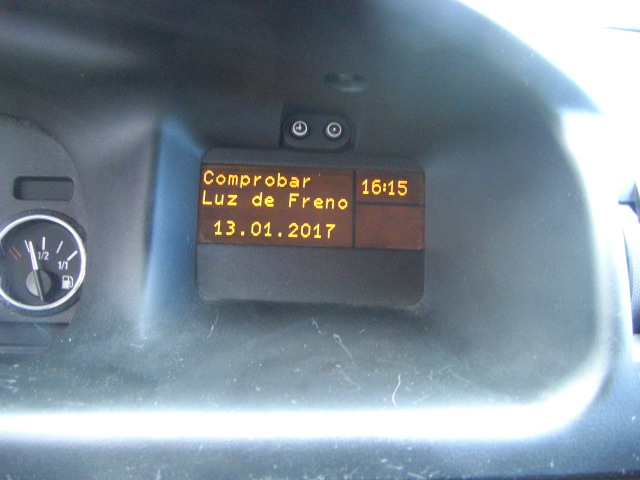 Comprobar
Luz de Freno
13.01.2017
16:15
1/2
1/1